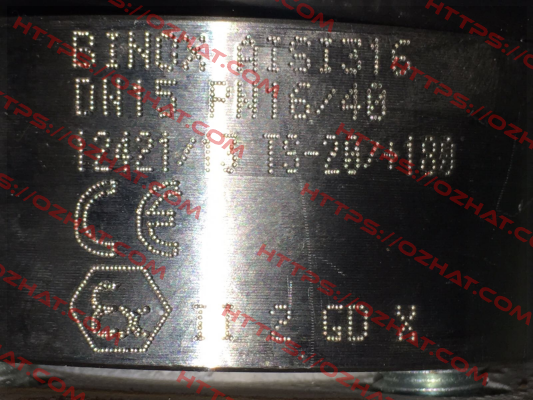 BINOX AISI316
DN15 PN16/40
TS-20/+180
CE
Ex II 2 GD X
HTTPS://OZHAT.COM